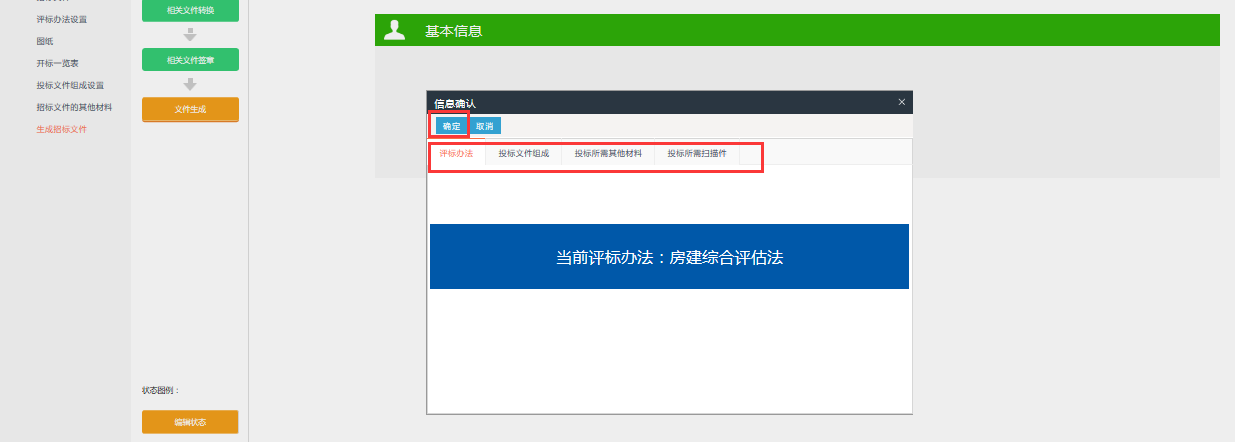 评标办法设置
图纸
开标一览表
投标文件组成设置
招标文件的其他材料
生成招标文件
相关文件转换
相关文件签章
文件生成
状态图例：
编辑状态
基本信息
信息确认
确定 取消
评标办法 投标文件组成 投标所需其他材料 投标所需扫描件
当前评标办法：房建综合评估法